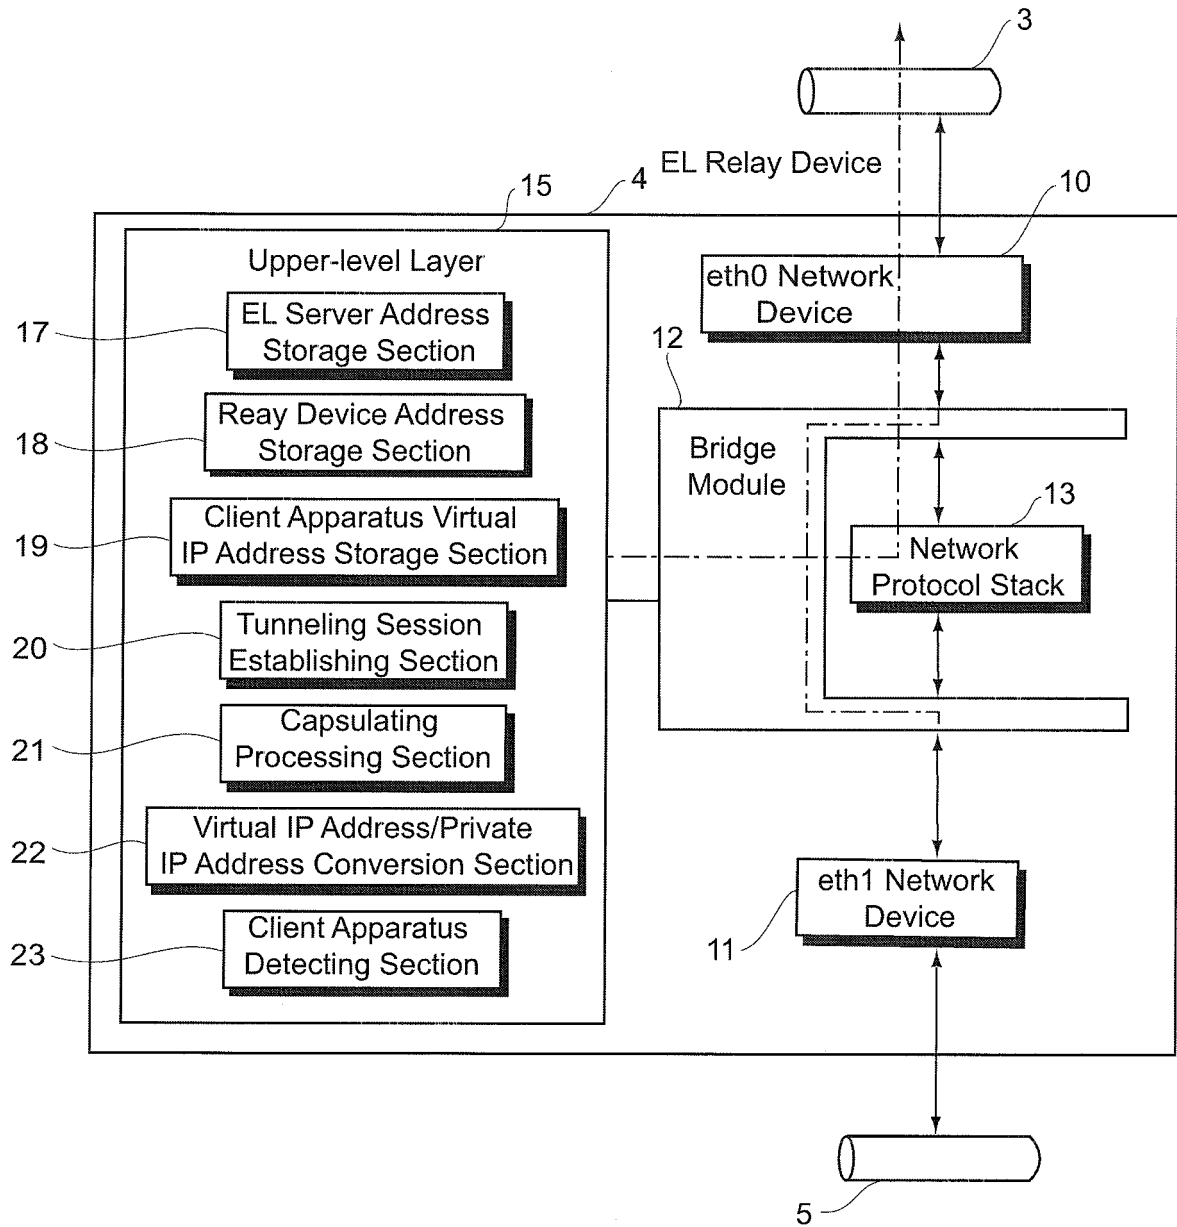 3
EL Relay Device
15
4
10
Upper-level Layer
eth0 Network
Device
EL Server Address
Storage Section
17
12
Reay Device Address
Storage Section
18
Bridge
Module
13
Client Apparatus Virtual
IP Address Storage Section
19
Network
Protocol Stack
Tunneling Session
Establishing Section
20
Capsulating
Processing Section
21
Virtual IP Address/Private
IP Address Conversion Section
22
eth1 Network
Device
11
Client Apparatus
Detecting Section
23
5